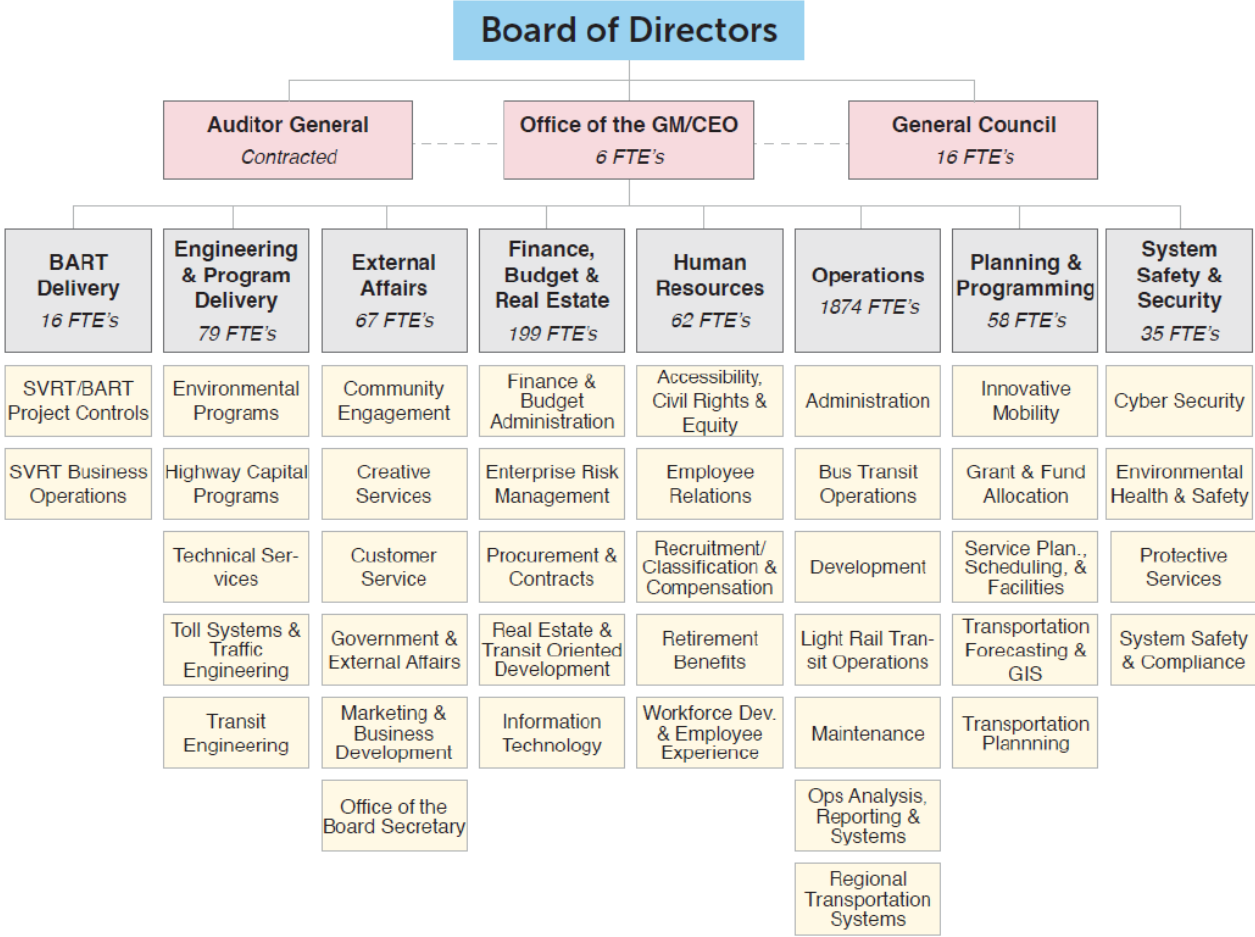 Board of Directors
Auditor General
Contracted
Office of the GM/CEO
6 FTE's
General Council
16 FTE's
BART
Delivery
16 FTE's
Engineering
& Program
Delivery
79 FTE's
External
Affairs
67 FTE's
Finance,
Budget &
Real Estate
199 FTE's
Human
Resources
62 FTE's
Operations
1874 FTE's
Planning &
Programming
58 FTE's
System
Safety &
Security
35 FTE's
SVRT/BART
Project Controls
SVRT Business
Operations
Environmental
Programs
Highway Capital
Programs
Technical Ser-
vices
Toll Systems &
Traffic
Engineering
Transit
Engineering
Community
Engagement
Creative
Services
Customer
Service
Government &
External Affairs
Marketing &
Business
Development
Office of the
Board Secretary
Finance &
Budget
Administration
Enterprise Risk
Management
Procurement &
Contracts
Real Estate &
Transit Oriented
Development
Information
Technology
Accessibility,
Civil Rights &
Equity
Employee
Relations
Recruitment/
Classification &
Compensation
Retirement
Benefits
Workforce Dev.
& Employee
Experience
Administration
Bus Transit
Operations
Development
Light Rail Tran-
sit Operations
Maintenance
Ops Analysis,
Reporting &
Systems
Regional
Transportation
Systems
Innovative
Mobility
Grant & Fund
Allocation
Service Plan.,
Scheduling, &
Facilities
Transportation
Forecasting &
GIS
Transportation
Plannning
Cyber Security
Environmental
Health & Safety
Protective
Services
System Safety
& Compliance